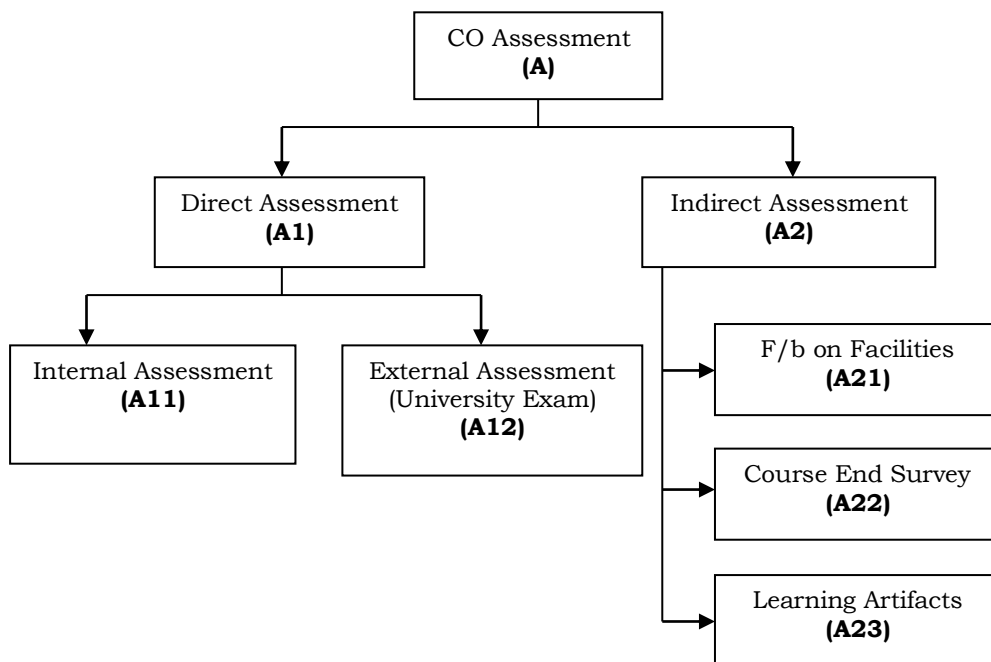 CO Assessment
(A)
Direct Assessment
(A1)
Indirect Assessment
(A2)
Internal Assessment
(A11)
External Assessment
(University Exam)
(A12)
F/b on Facilities
(A21)
Course End Survey
(A22)
Learning Artifacts
(A23)